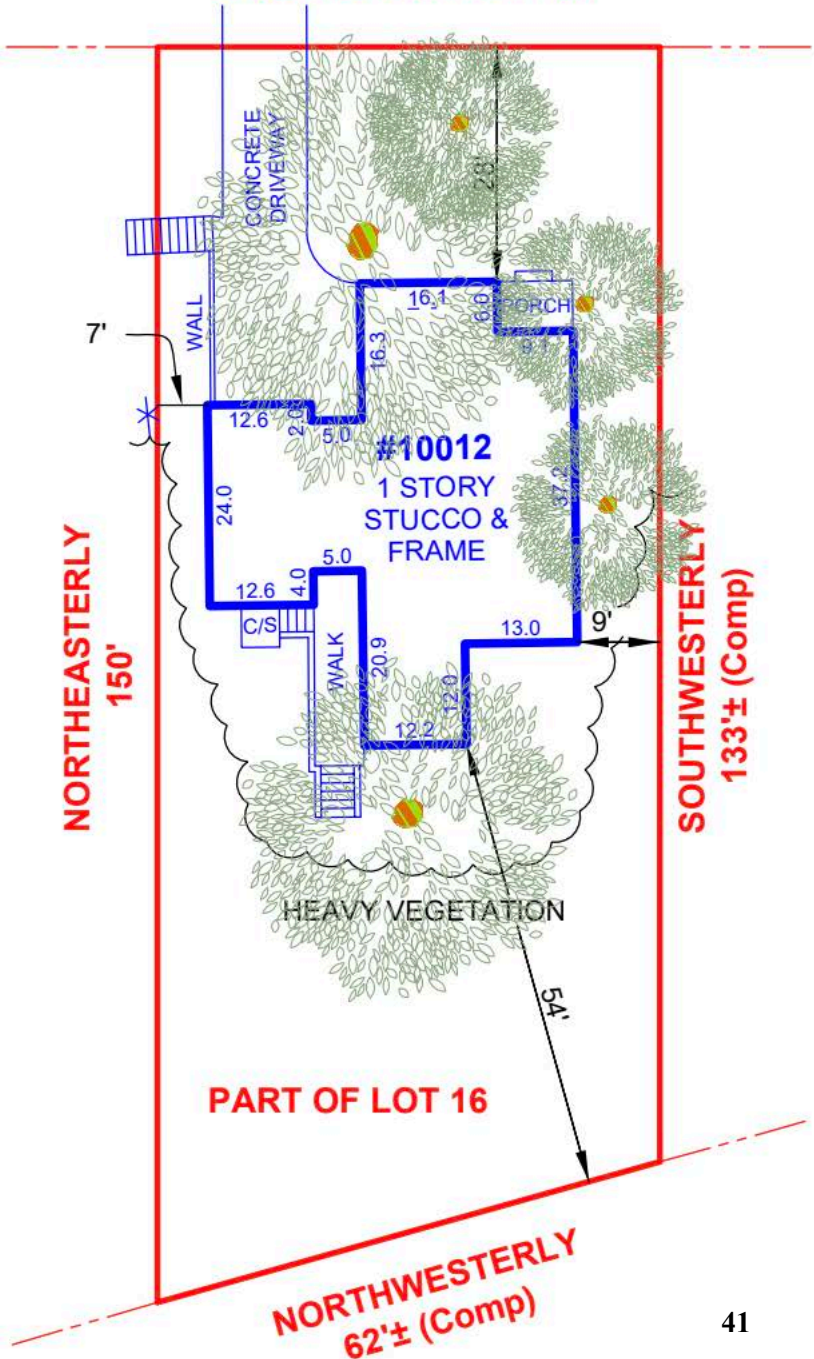 CONCRETE
DRIVEWAY
28'
WALL
7'
16.1
6.0
PORCH
16.3
12.6
2.0
5.0
#10012
1 STORY
STUCCO &
FRAME
37.2
24.0
5.0
12.6
4.0
C/S
WALK
20.9
13.0
9'
12.0
12.2
NORTHEASTERLY
150'
SOUTHWESTERLY
133'± (Comp)
HEAVY VEGETATION
54'
PART OF LOT 16
NORTHWESTERLY
62'± (Comp)
41